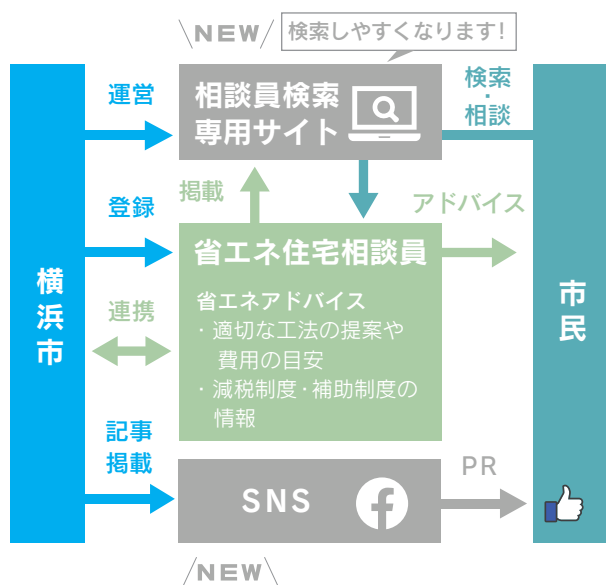 NEW
検索しやすくなります!
横浜市
運営
相談員検索
専用サイト
検索
・
相談
市民
登録
掲載
アドバイス
省エネ住宅相談員
連携
省エネアドバイス
・適切な工法の提案や
費用の目安
・減税制度・補助制度の
情報
記事
掲載
SNS
PR
NEW